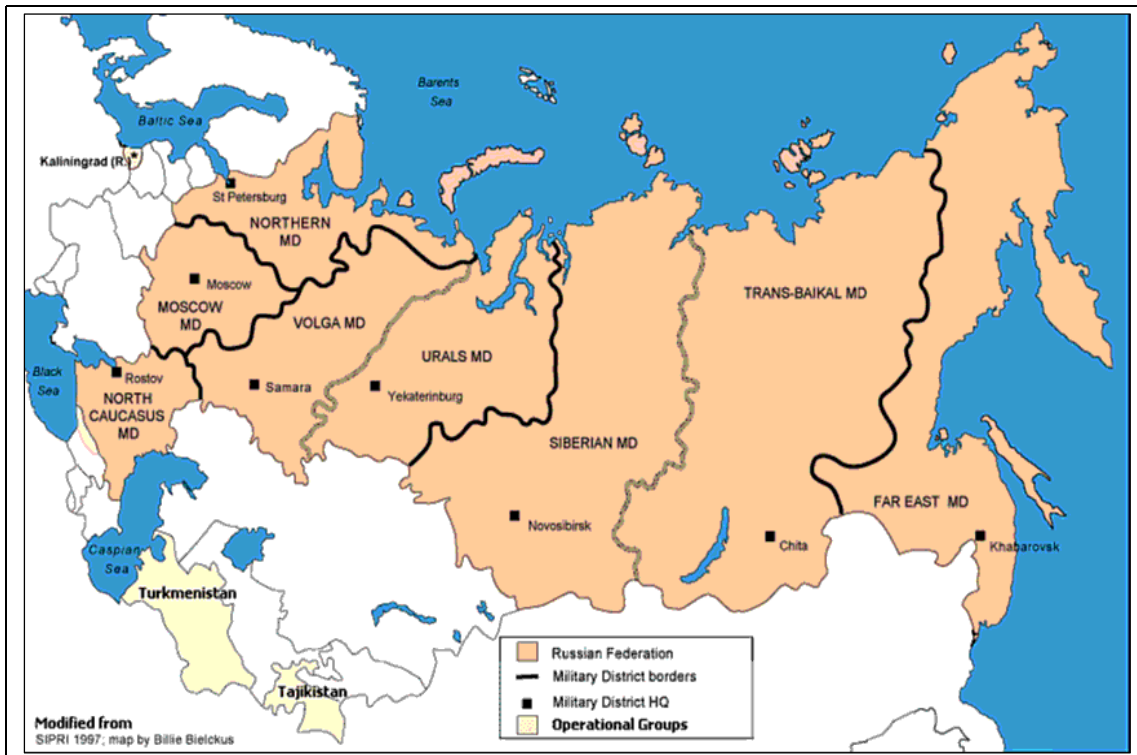 Barents
Sea
Baltic Sea
Kaliningrad (R.)
St Petersburg
NORTHERN
MD
Moscow
MOSCOW
MD
VOLGA MD
TRANS-BAIKAL MD
URALS MD
Black
Sea
Rostov
Samara
Yekaterinburg
NORTH
CAUCASUS
MD
SIBERIAN MD
FAR EAST MD
Novosibirsk
Chita
Khabarovsk
Caspian
Sea
Turkmenistan
Tajikistan
Russian Federation
Military District borders
Military District HQ
Operational Groups
Modified from
SIPRI 1997; map by Billie Bielckus